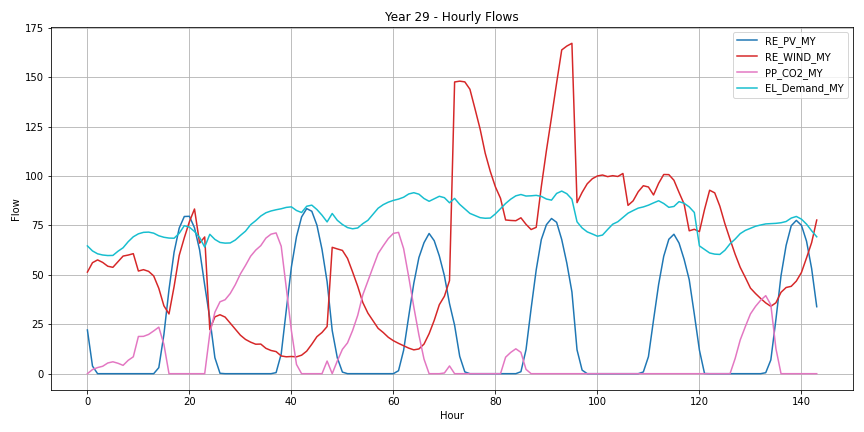 Year 29 - Hourly Flows
Flow
175
150
125
100
75
50
25
0
RE_PV_MY
RE_WIND_MY
PP_CO2_MY
EL_Demand_MY
0 20 40 60 80 100 120 140
Hour